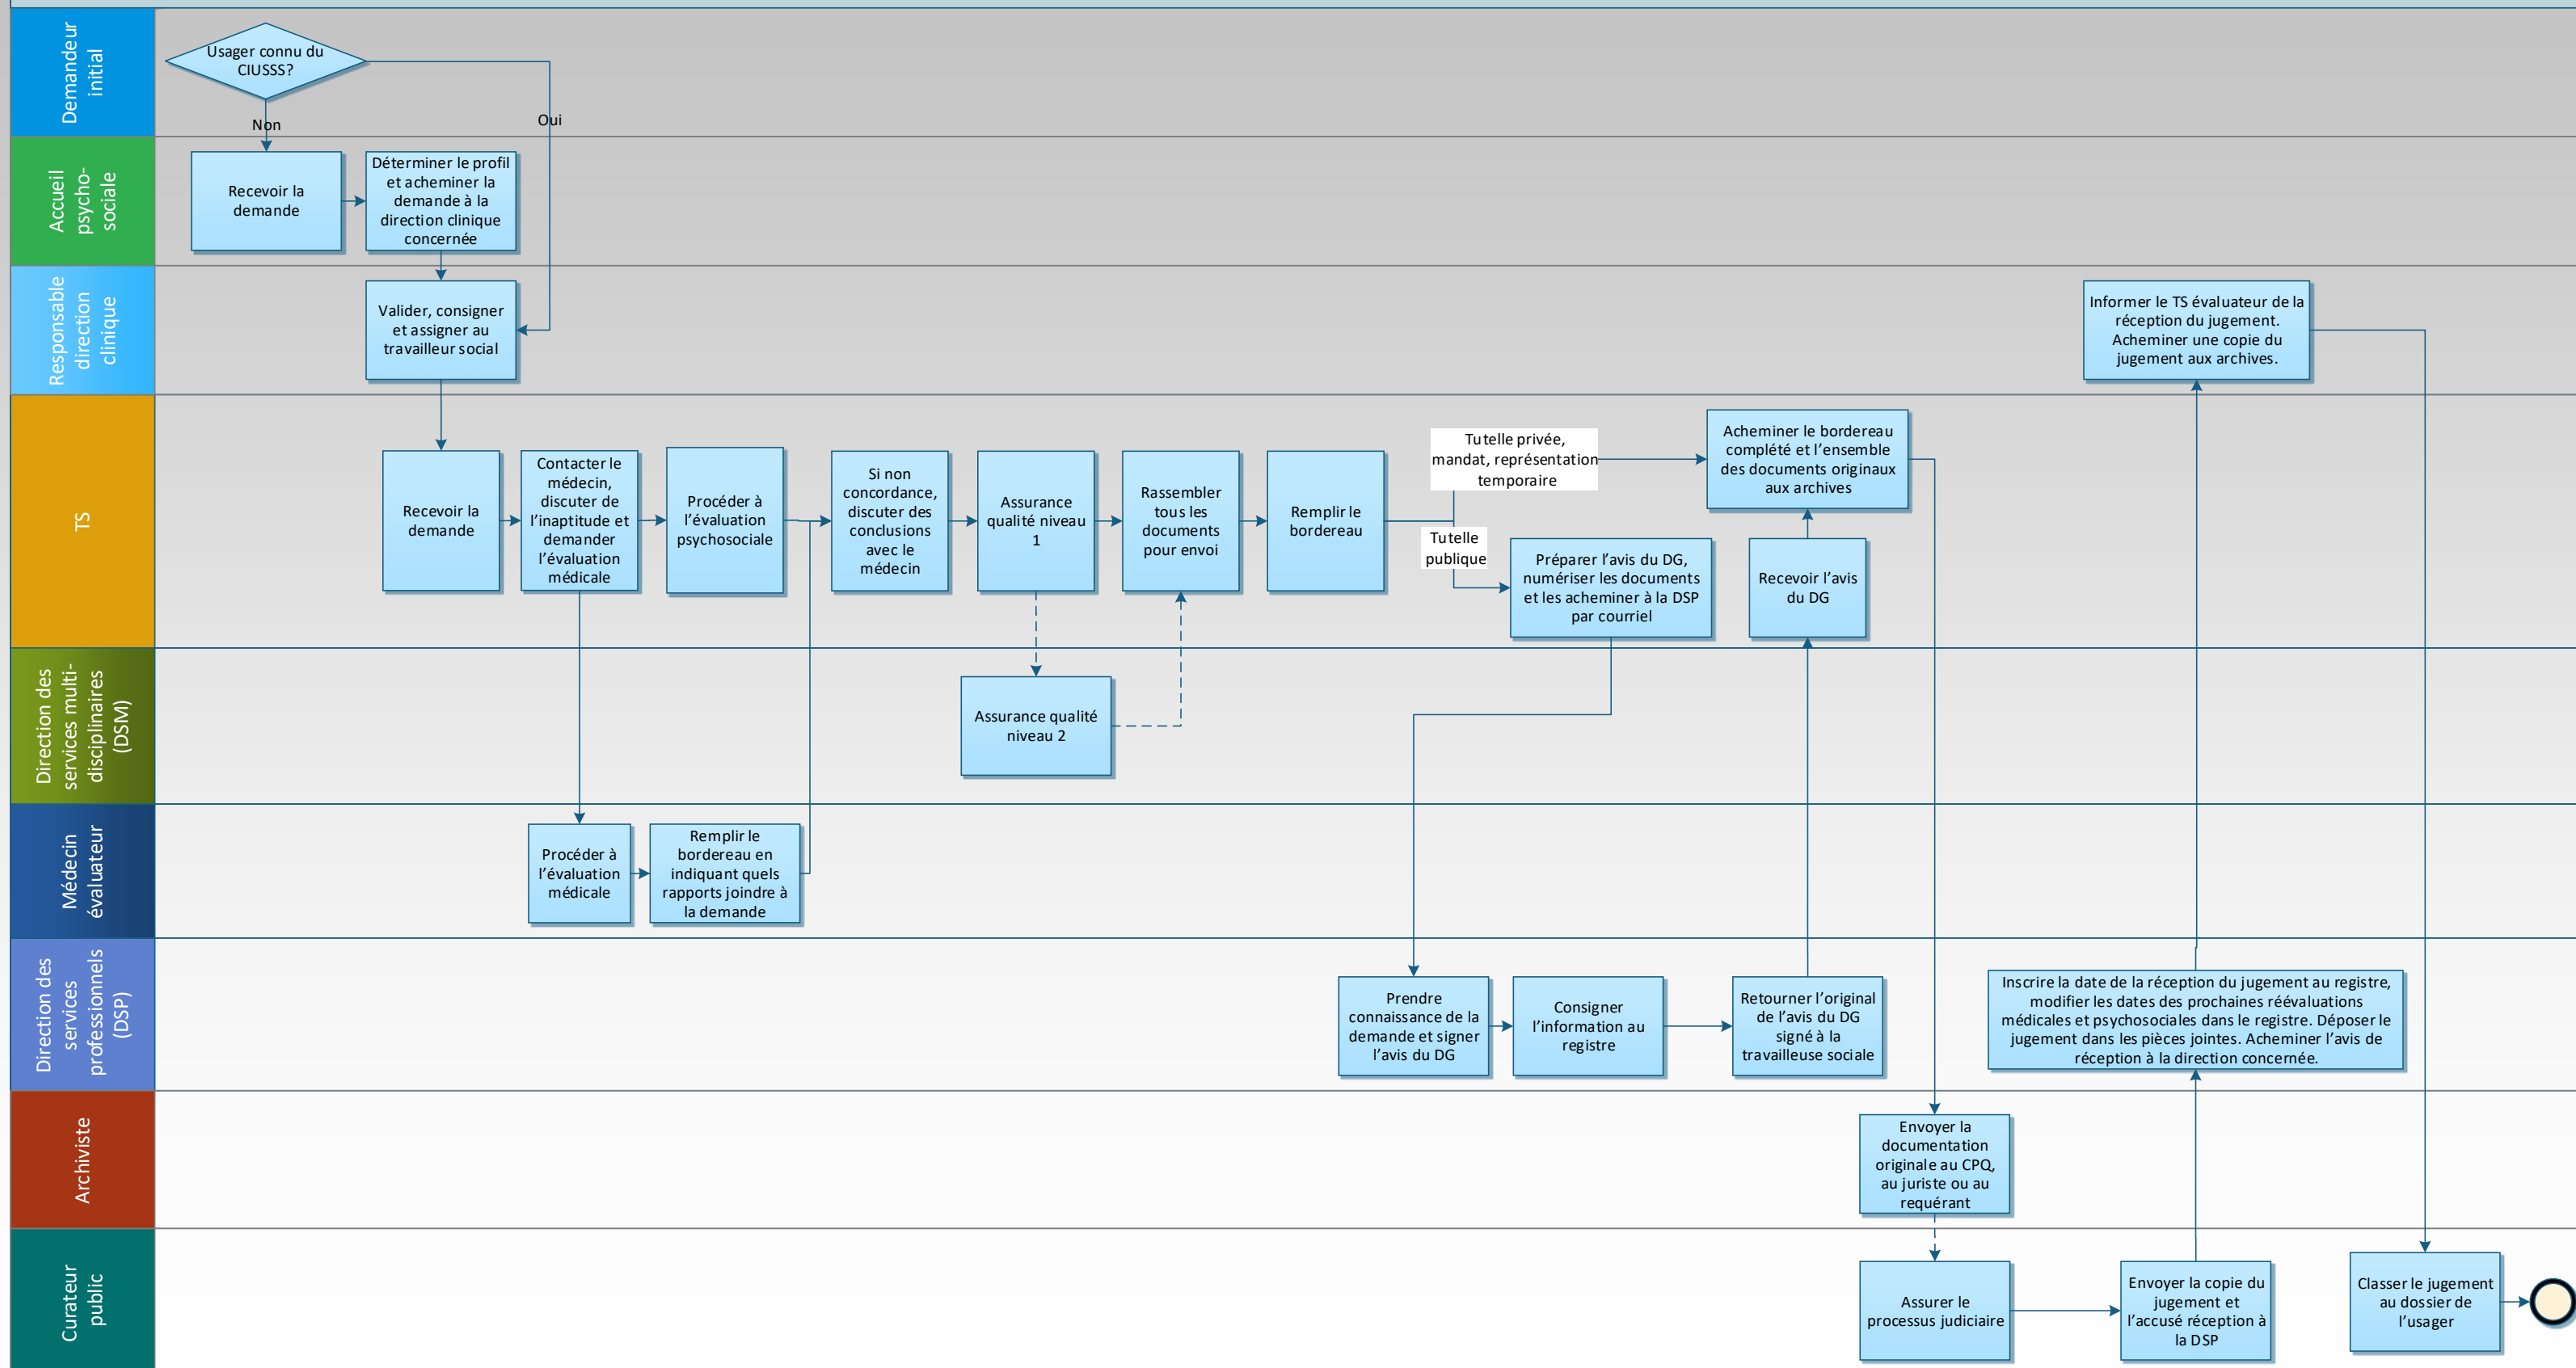 Demandeur
initial
Usager connu du
CIUSSS?
Non
Oui
Accueil
psycho-
sociale
Recevoir la
demande
Déterminer le profil
et acheminer la
demande à la
direction clinique
concernée
Responsable
direction
clinique
Valider, consigner
et assigner au
travailleur social
Informer le TS évaluateur de la
réception du jugement.
Acheminer une copie du
jugement aux archives.
TS
Recevoir la
demande
Contacter le
médecin,
discuter de
l’inaptitude et
demander
l’évaluation
médicale
Procéder à
l’évaluation
psychosociale
Si non
concordance,
discuter des
conclusions
avec le
médecin
Assurance
qualité niveau
1
Rassembler
tous les
documents
pour envoi
Remplir le
bordereau
Tutelle privée,
mandat, représentation
temporaire
Tutelle
publique
Acheminer le bordereau
complété et l’ensemble
des documents originaux
aux archives
Préparer l’avis du DG,
numériser les documents
et les acheminer à la DSP
par courriel
Recevoir l’avis
du DG
Direction des
services multi-
disciplinaires
(DSM)
Assurance qualité
niveau 2
Médecin
évaluateur
Procéder à
l’évaluation
médicale
Remplir le
bordereau en
indiquant quels
rapports joindre à
la demande
Direction des
services
professionnels
(DSP)
Prendre
connaissance de la
demande et signer
l’avis du DG
Consigner
l’information au
registre
Retourner l’original
de l’avis du DG
signé à la
travailleuse sociale
Inscrire la date de la réception du jugement au registre,
modifier les dates des prochaines réévaluations
médicales et psychosociales dans le registre. Déposer le
jugement dans les pièces jointes. Acheminer l’avis de
réception à la direction concernée.
Archiviste
Envoyer la
documentation
originale au CPQ,
au juriste ou au
requérant
Curateur
public
Assurer le
processus judiciaire
Envoyer la copie du
jugement et
l’accusé réception à
la DSP
Classer le jugement
au dossier de
l’usager